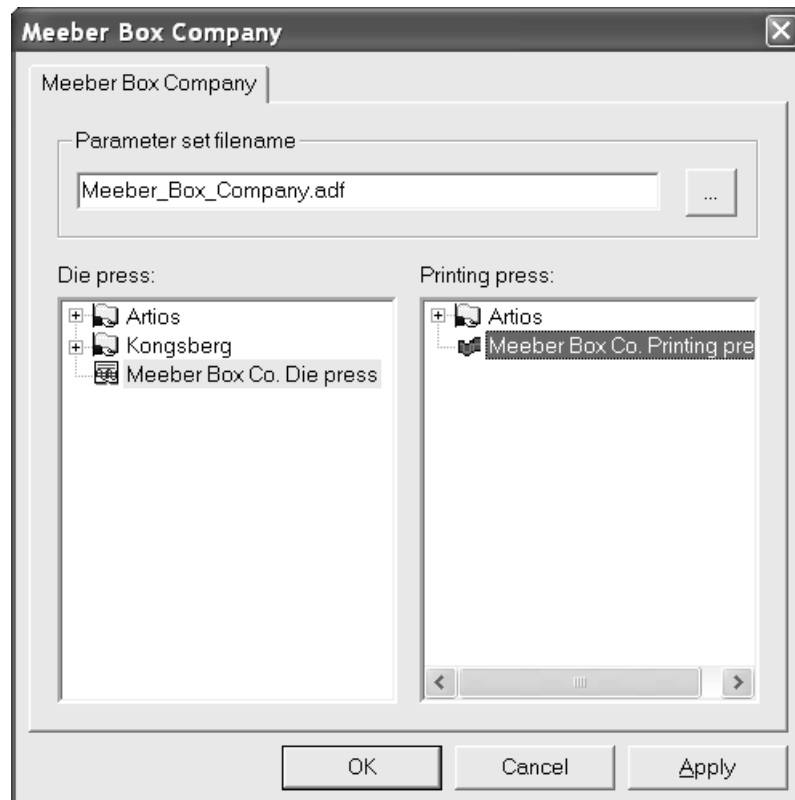 Meeber Box Company
Meeber Box Company
Parameter set filename
Meeber_Box_Company.adf
...
Die press:
Artios
Kongsberg
Meeber Box Co. Die press
Printing press:
Artios
Meeber Box Co. Printing pre
OK
Cancel
Apply